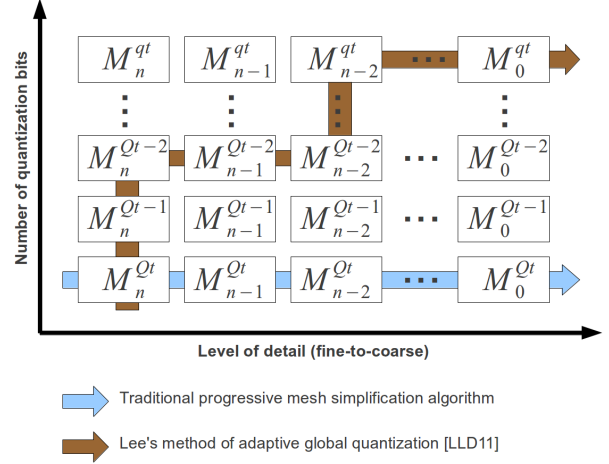 Number of quantization bits
M_n^{qt} M_{n-1}^{qt} M_{n-2}^{qt} ... M_0^{qt}
M_n^{Qt-2} M_{n-1}^{Qt-2} M_{n-2}^{Qt-2} ... M_0^{Qt-2}
M_n^{Qt-1} M_{n-1}^{Qt-1} M_{n-2}^{Qt-1} ... M_0^{Qt-1}
M_n^{Qt} M_{n-1}^{Qt} M_{n-2}^{Qt} ... M_0^{Qt}
Level of detail (fine-to-coarse)
Traditional progressive mesh simplification algorithm
Lee's method of adaptive global quantization [LLD11]